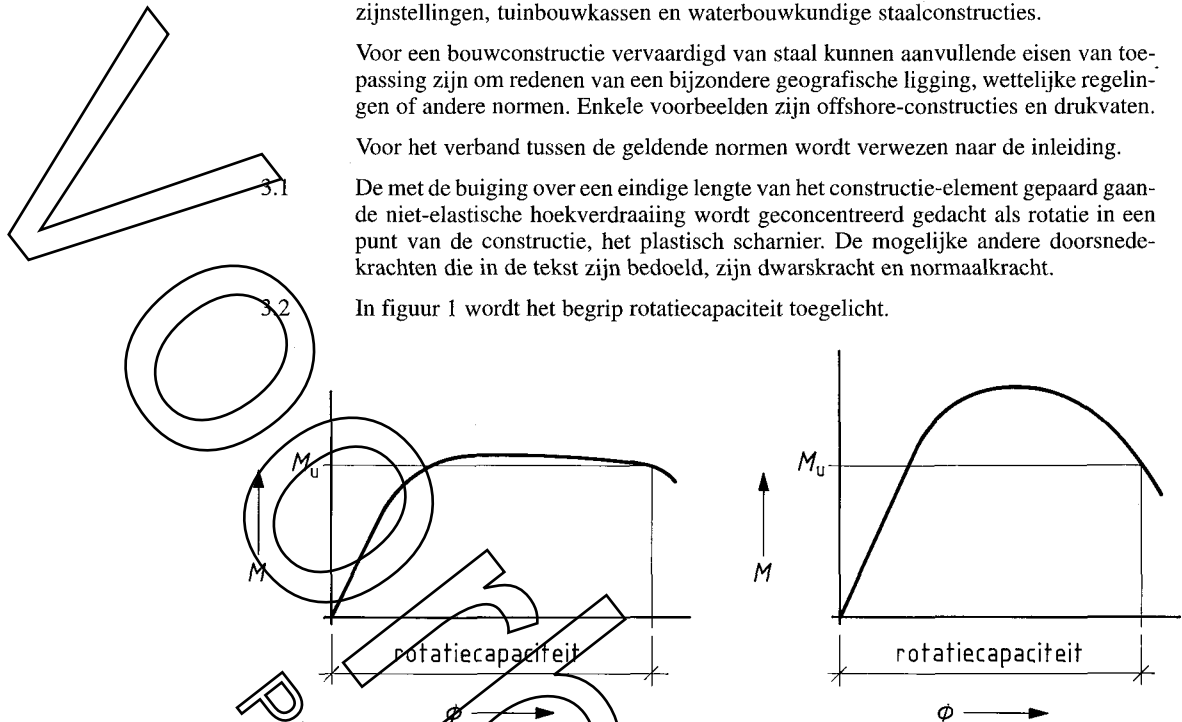 zijnstellingen, tuinbouwkassen en waterbouwkundige staalconstructies.
Voor een bouwconstructie vervaardigd van staal kunnen aanvullende eisen van toe-
passing zijn om redenen van een bijzondere geografische ligging, wettelijke regelin-
gen of andere normen. Enkele voorbeelden zijn offshore-constructies en drukvaten.
Voor het verband tussen de geldende normen wordt verwezen naar de inleiding.
3.1 De met de buiging over een eindige lengte van het constructie-element gepaard gaan-
de niet-elastische hoekverdraaiing wordt geconcentreerd gedacht als rotatie in een
punt van de constructie, het plastisch scharnier. De mogelijke andere doorsnede-
krachten die in de tekst zijn bedoeld, zijn dwarskracht en normaalkracht.
3.2 In figuur 1 wordt het begrip rotatiecapaciteit toegelicht.
Mu
M
rotatiecapaciteit
ϕ
Mu
M
rotatiecapaciteit
ϕ
Voor
P